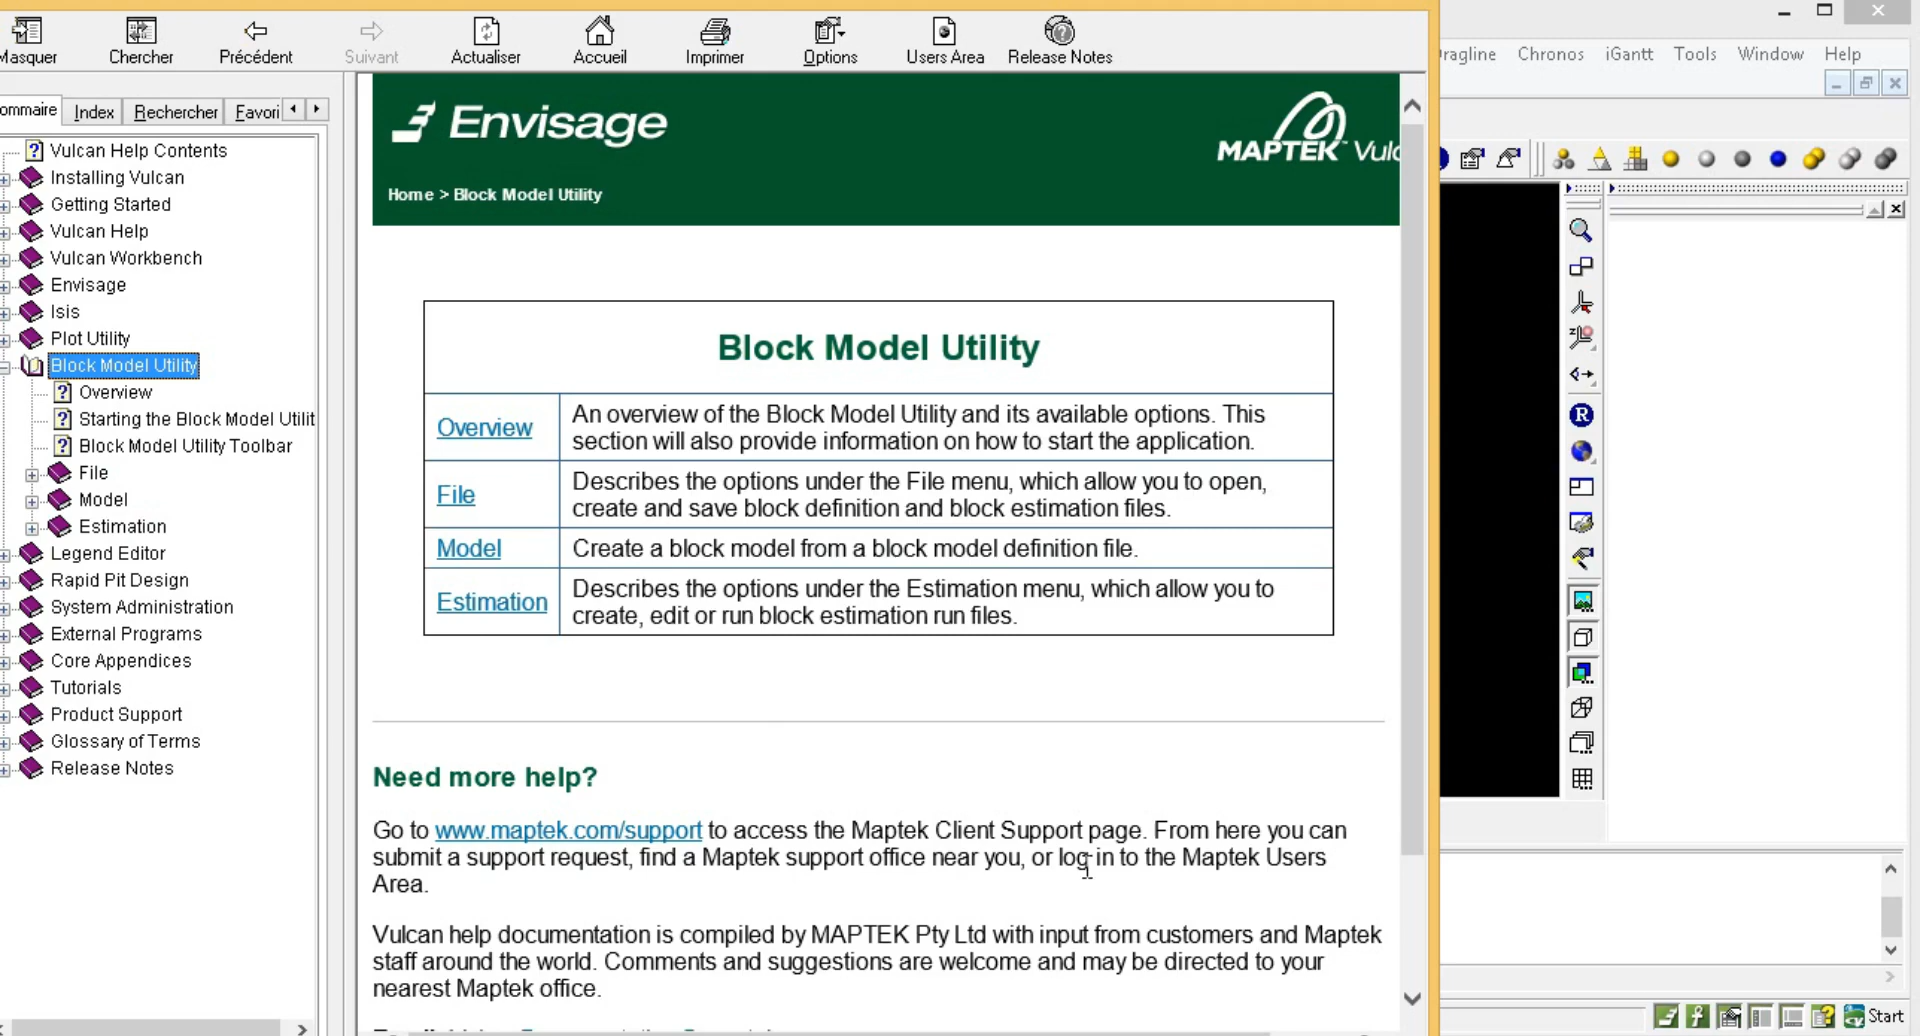 Masquer
Chercher
Précédent
Suivant
Actualiser
Accueil
Imprimer
Options
Users Area
Release Notes
ragline
Chronos
iGantt
Tools
Window
Help
ommaire
Index
Rechercher
Favori
Vulcan Help Contents
Installing Vulcan
Getting Started
Vulcan Help
Vulcan Workbench
Envisage
Isis
Plot Utility
Block Model Utility
Overview
Starting the Block Model Utilit
Block Model Utility Toolbar
File
Model
Estimation
Legend Editor
Rapid Pit Design
System Administration
External Programs
Core Appendices
Tutorials
Product Support
Glossary of Terms
Release Notes
Envisage
MAPTEK Vulc
Home > Block Model Utility
Block Model Utility
Overview
An overview of the Block Model Utility and its available options. This
section will also provide information on how to start the application.
File
Describes the options under the File menu, which allow you to open,
create and save block definition and block estimation files.
Model
Create a block model from a block model definition file.
Estimation
Describes the options under the Estimation menu, which allow you to
create, edit or run block estimation run files.
Need more help?
Go to www.maptek.com/support to access the Maptek Client Support page. From here you can
submit a support request, find a Maptek support office near you, or log in to the Maptek Users
Area.
Vulcan help documentation is compiled by MAPTEK Pty Ltd with input from customers and Maptek
staff around the world. Comments and suggestions are welcome and may be directed to your
nearest Maptek office.
Start